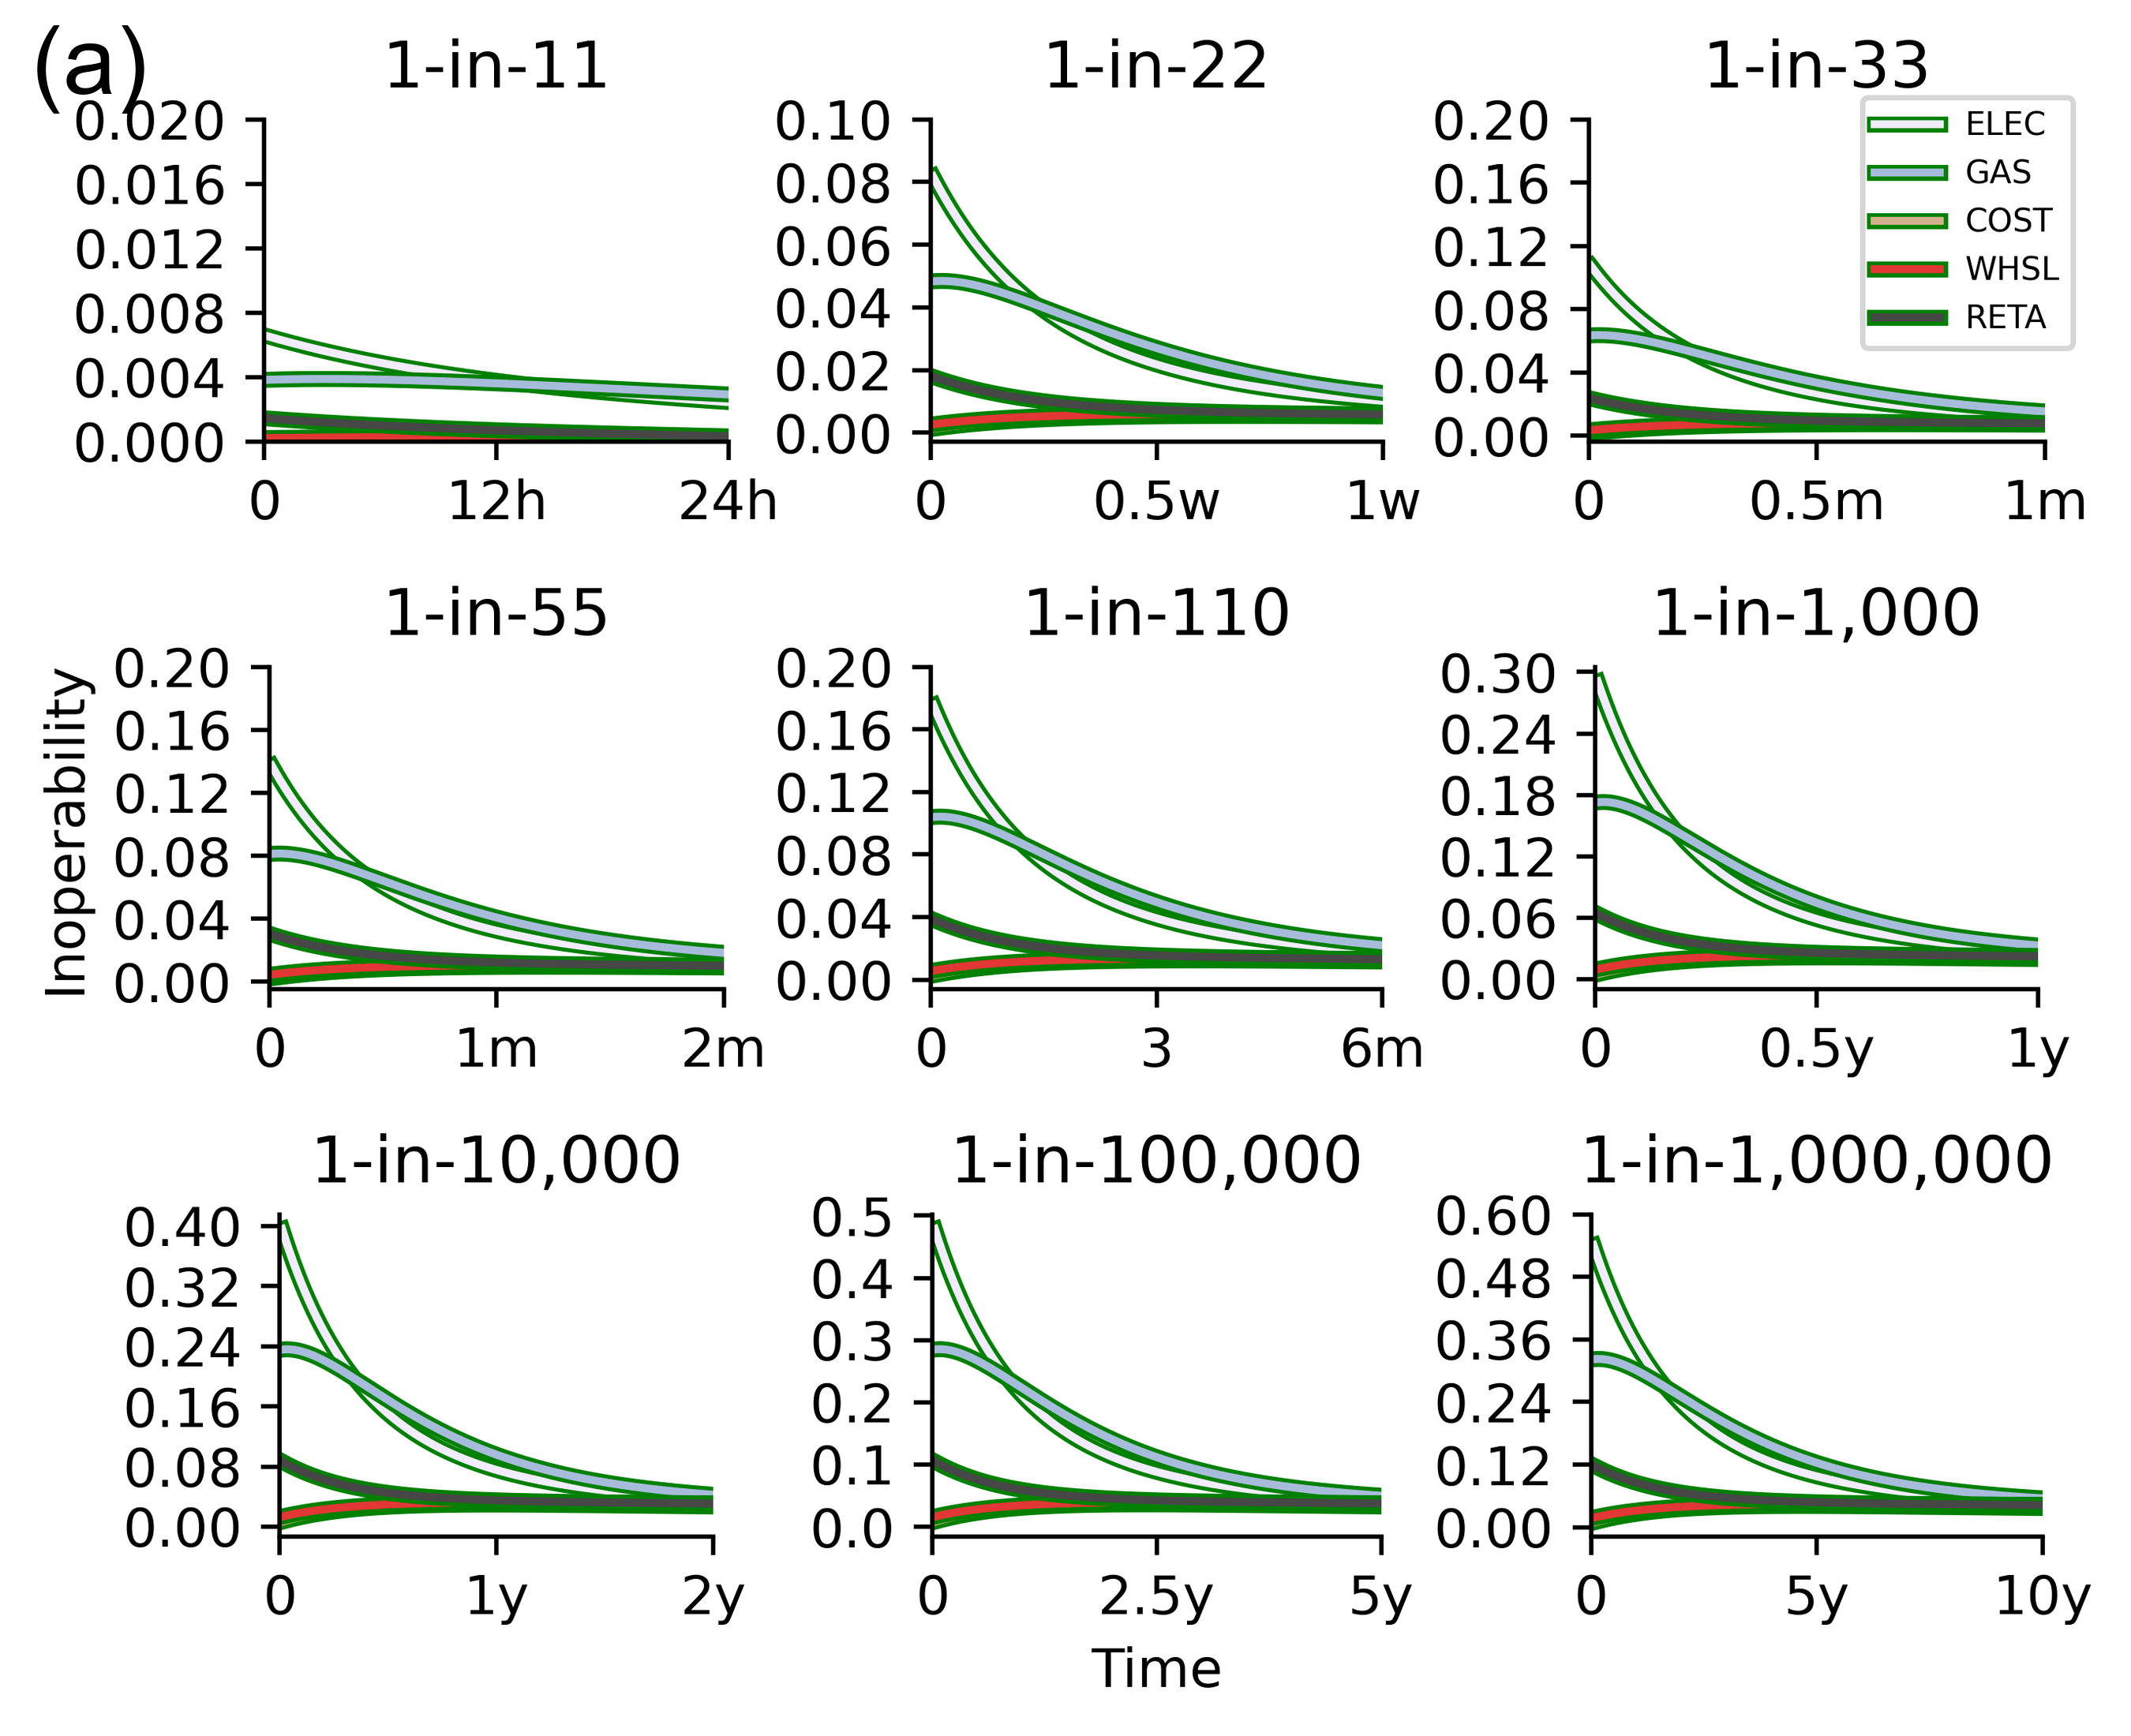 (a)
1-in-11
0.020
0.016
0.012
0.008
0.004
0.000
0
12h
24h
1-in-22
0.10
0.08
0.06
0.04
0.02
0.00
0
0.5w
1w
1-in-33
0.20
0.16
0.12
0.08
0.04
0.00
0
0.5m
1m
ELEC
GAS
COST
WHSL
RETA
Inoperability
1-in-55
0.20
0.16
0.12
0.08
0.04
0.00
0
1m
2m
1-in-110
0.20
0.16
0.12
0.08
0.04
0.00
0
3
6m
1-in-1,000
0.30
0.24
0.18
0.12
0.06
0.00
0
0.5y
1y
1-in-10,000
0.40
0.32
0.24
0.16
0.08
0.00
0
1y
2y
1-in-100,000
0.5
0.4
0.3
0.2
0.1
0.0
0
2.5y
5y
1-in-1,000,000
0.60
0.48
0.36
0.24
0.12
0.00
0
5y
10y
Time